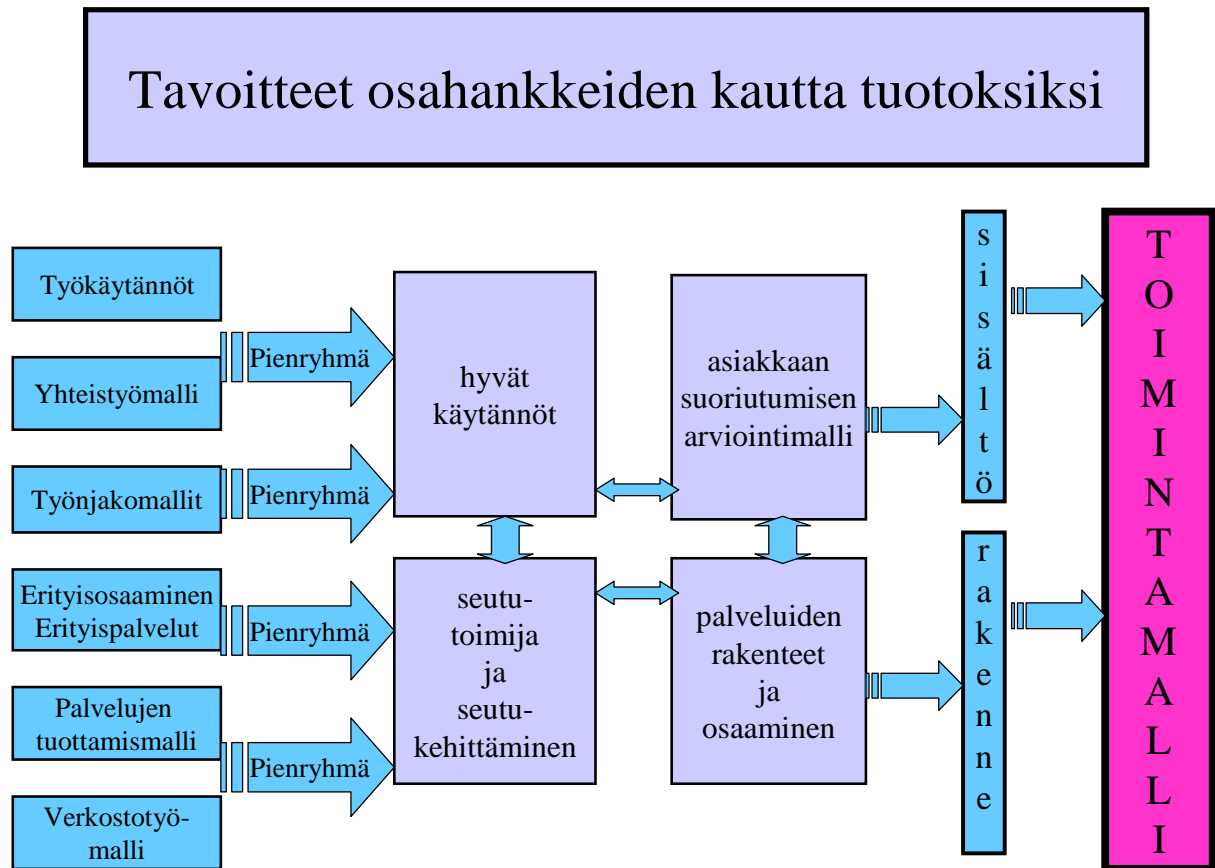 Tavoitteet osahankkeiden kautta tuotoksiksi
Työkäytännöt
Yhteistyömalli
Työnjakomallit
Erityisosaaminen
Erityispalvelut
Palvelujen
tuottamismalli
Verkostotyö-
malli
Pienryhmä
Pienryhmä
Pienryhmä
Pienryhmä
hyvät
käytännöt
seutu-
toimija
ja
seutu-
kehittäminen
asiakkaan
suoriutumisen
arviointimalli
palveluiden
rakenteet
ja
osaaminen
sisältö
rakenne
TOIMINTAMALLI